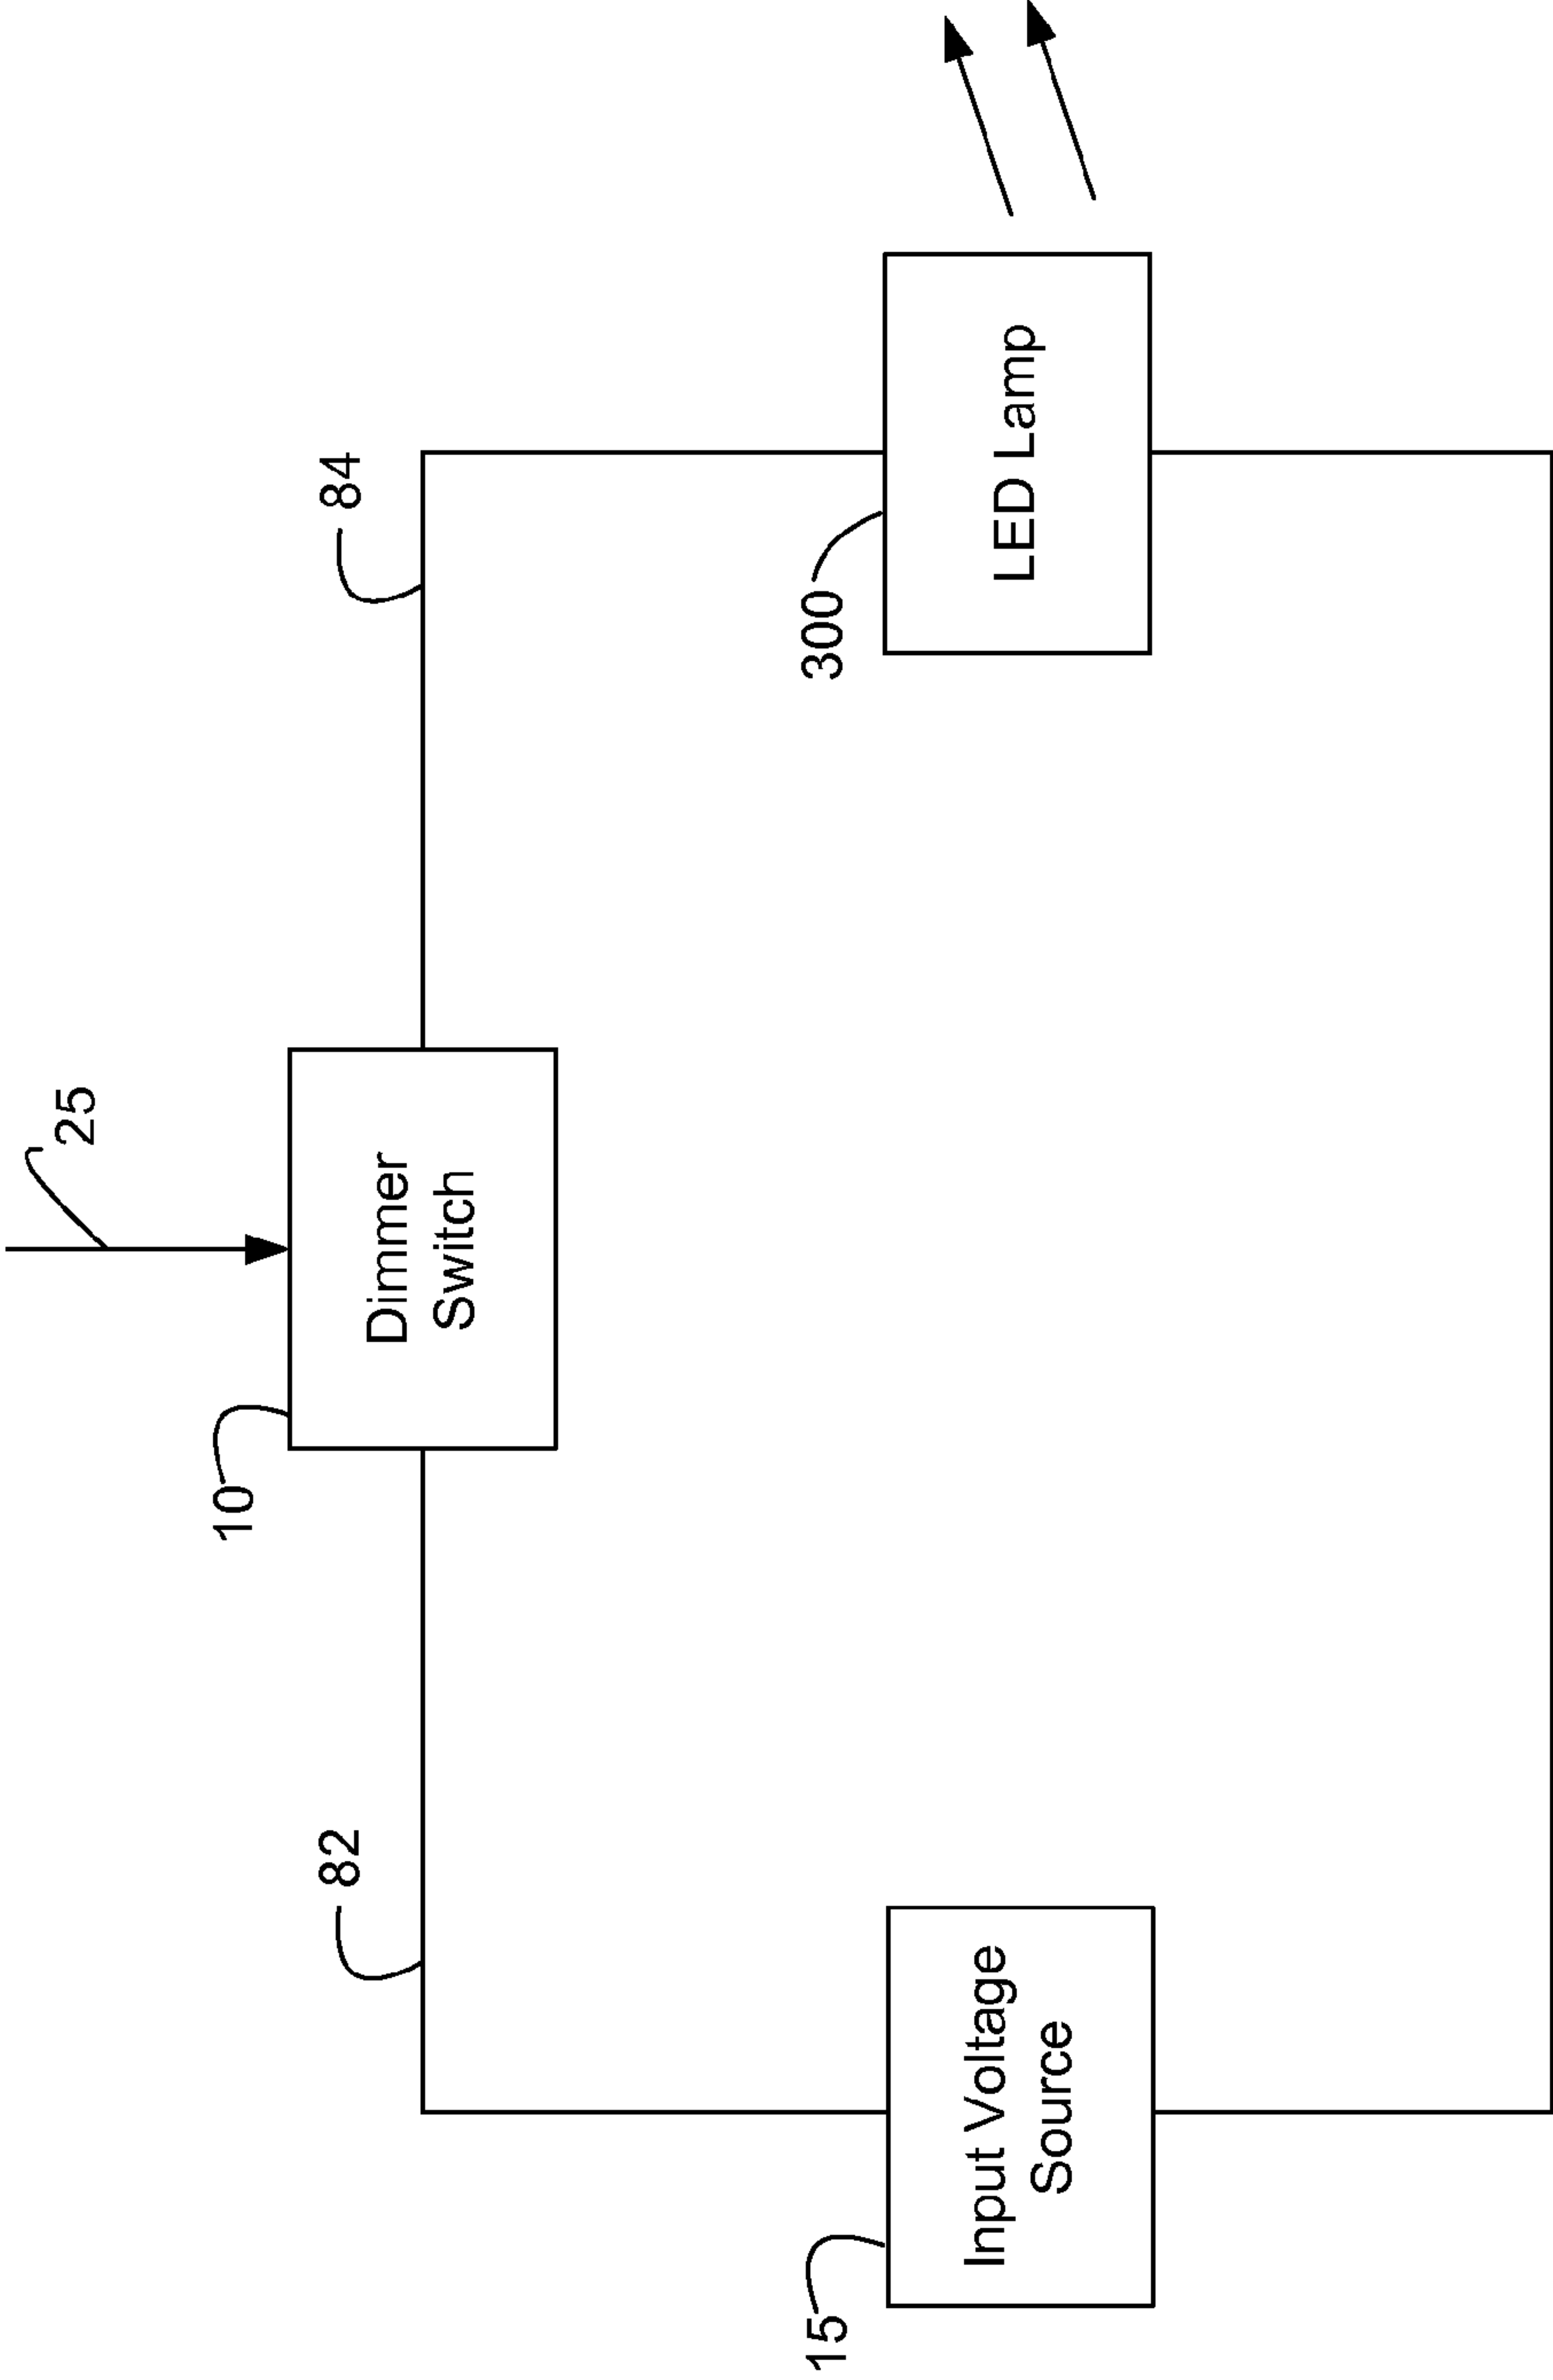 25
10
Dimmer
Switch
82
84
15
Input Voltage
Source
300
LED Lamp